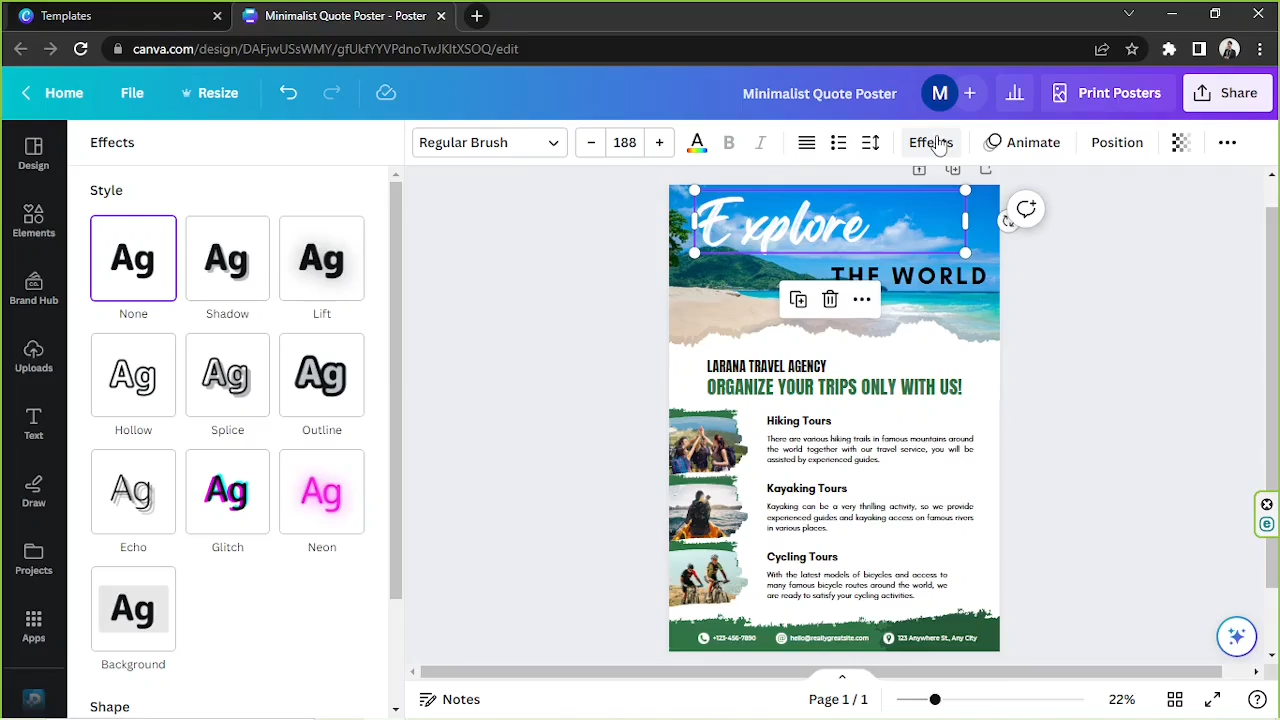 Templates
Minimalist Quote Poster - Poster
canva.com/design/DAFjwUSsWMY/gfUkfYYVPdnoTwJKltXSOQ/edit
Home
File
Resize
Minimalist Quote Poster
M
Print Posters
Share
Effects
Regular Brush
188
A
B
I
Effects
Animate
Position
Design
Elements
Brand Hub
Uploads
Text
Draw
Projects
Apps
Style
Ag
Ag
Ag
None
Shadow
Lift
Ag
Ag
Ag
Hollow
Splice
Outline
Ag
Ag
Ag
Echo
Glitch
Neon
Ag
Background
Shape
Explore
THE WORLD
LARANA TRAVEL AGENCY
ORGANIZE YOUR TRIPS ONLY WITH US!
Hiking Tours
There are various hiking trails in famous mountains around
the world together with our travel service, you will be
assisted by experienced guides.
Kayaking Tours
Kayaking can be a very thrilling activity, so we provide
experienced guides and kayaking access on famous rivers
in various places.
Cycling Tours
With the latest models of bicycles and access to
many famous bicycle routes around the world, we
are ready to satisfy your cycling activities.
+123-456-7890
hello@reallygreatsite.com
123 Anywhere St., Any City
Notes
Page 1 / 1
22%